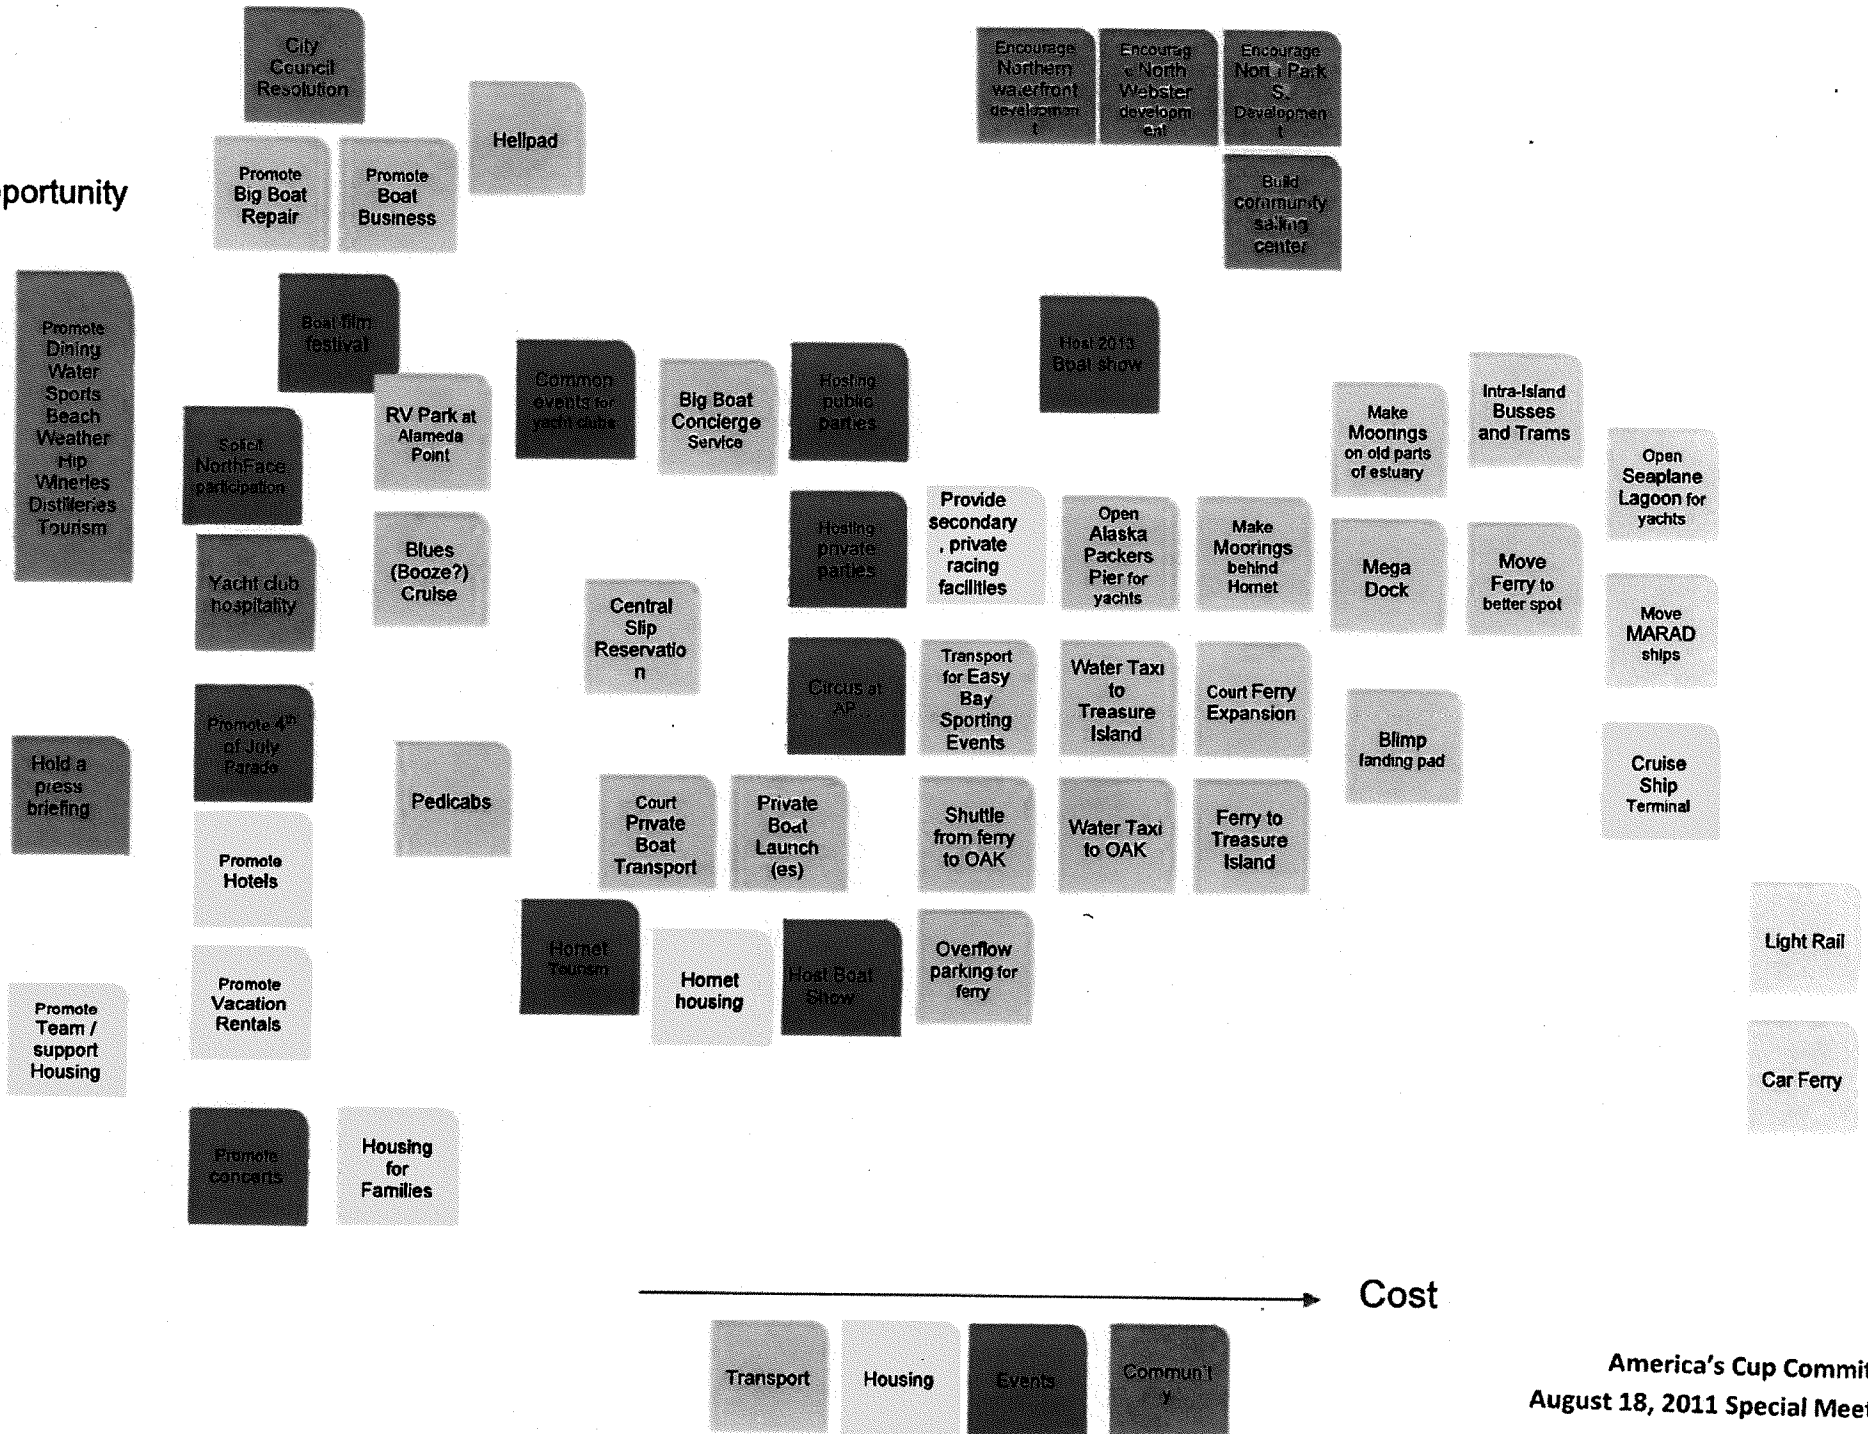 City
Council
Resolution
Encourage
Northern
waterfront
developmen
t
Encourag
e North
Webster
developm
ent
Encourage
North Park
S.
Developmen
t
Helipad
portunity
Promote
Big Boat
Repair
Promote
Boat
Business
Build
community
sailing
center
Promote
Dining
Water
Sports
Beach
Weather
Hip
Wineries
Distilleries
Tourism
Boat film
festival
Host 2013
Boat show
Common
events for
yacht clubs
Big Boat
Concierge
Service
Hosting
public
parties
RV Park at
Alameda
Point
Make
Moorings
on old parts
of estuary
Intra-Island
Busses
and Trams
Solicit
NorthFace
participation
Open
Seaplane
Lagoon for
yachts
Blues
(Booze?)
Cruise
Hosting
private
parties
Provide
secondary
, private
racing
facilities
Open
Alaska
Packers
Pier for
yachts
Make
Moorings
behind
Hornet
Mega
Dock
Move
Ferry to
better spot
Yacht club
hospitality
Central
Slip
Reservatio
n
Move
MARAD
ships
Circus at
AP
Transport
for Easy
Bay
Sporting
Events
Water Taxi
to
Treasure
Island
Court Ferry
Expansion
Blimp
landing pad
Promote 4th
of July
Parade
Hold a
press
briefing
Pedicabs
Cruise
Ship
Terminal
Court
Private
Boat
Transport
Private
Boat
Launch
(es)
Shuttle
from ferry
to OAK
Water Taxi
to OAK
Ferry to
Treasure
Island
Promote
Hotels
Hornet
Tourism
Hornet
housing
Host Boat
Show
Overflow
parking for
ferry
Light Rail
Promote
Vacation
Rentals
Promote
Team /
support
Housing
Car Ferry
Promote
concerts
Housing
for
Families
Cost
Transport
Housing
Events
Communit
y
America's Cup Commit
August 18, 2011 Special Meet